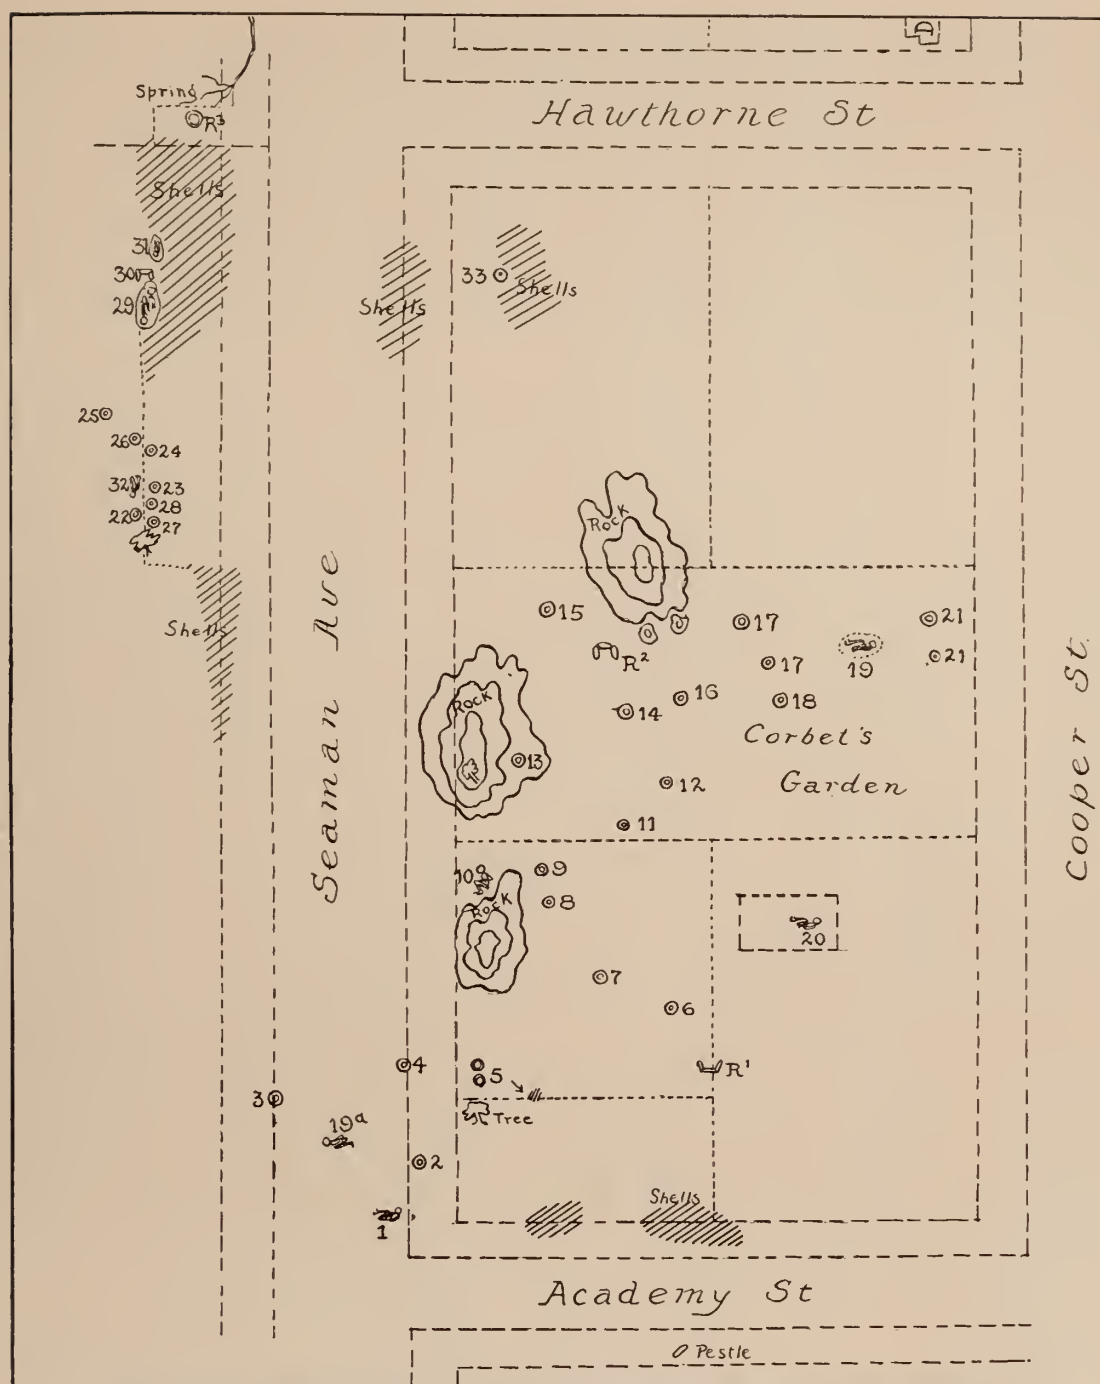 Spring
R3
Hawthorne St
Shells
31
30
29
33
Shells
Shells
25
26
24
32
23
28
22
27
Rock
Shells
15
17
21
R2
19
17
21
Rock
16
18
14
Corbet's
13
12
Garden
11
Seaman Ave
Cooper St.
10
9
Rock
8
20
7
6
4
5
R1
3
Tree
19a
2
Shells
1
Academy St
Pestle